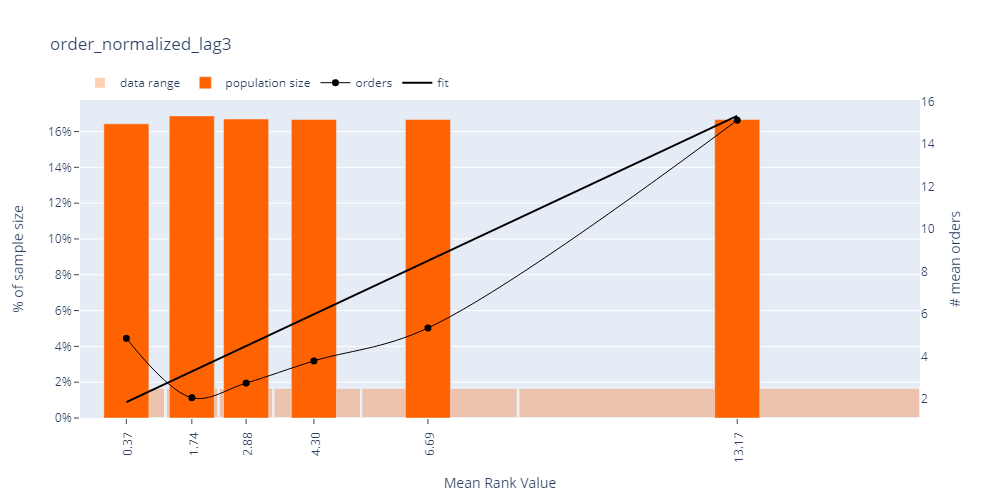 order_normalized_lag3
data range population size orders fit
16%
14%
12%
10%
8%
6%
4%
2%
0%
% of sample size
16
14
12
10
8
6
4
2
# mean orders
0.37 1.74 2.88 4.30 6.69 13.17
Mean Rank Value